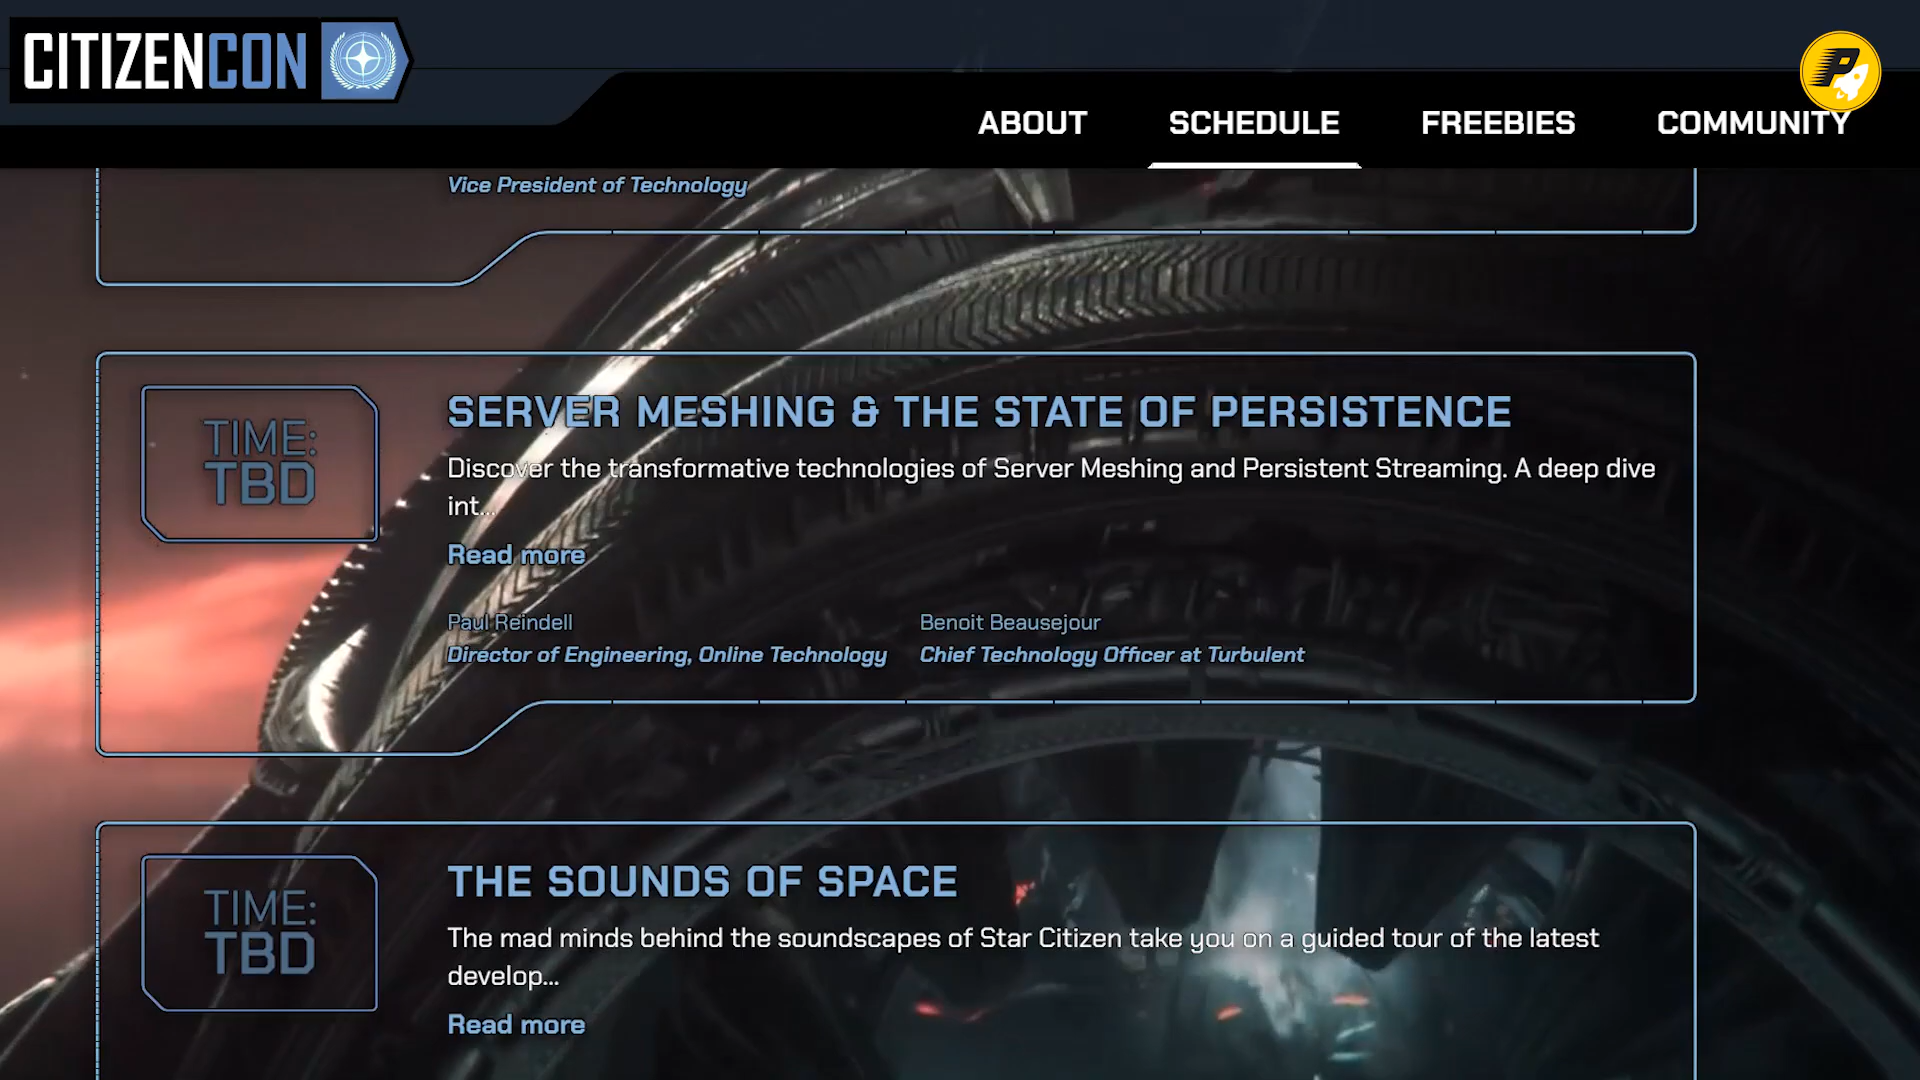 CITIZENCON
P
ABOUT
SCHEDULE
FREEBIES
COMMUNITY
Vice President of Technology
TIME:
TBD
SERVER MESHING & THE STATE OF PERSISTENCE
Discover the transformative technologies of Server Meshing and Persistent Streaming. A deep dive
int...
Read more
Paul Reindell
Director of Engineering, Online Technology
Benoit Beausejour
Chief Technology Officer at Turbulent
TIME:
TBD
THE SOUNDS OF SPACE
The mad minds behind the soundscapes of Star Citizen take you on a guided tour of the latest
develop...
Read more